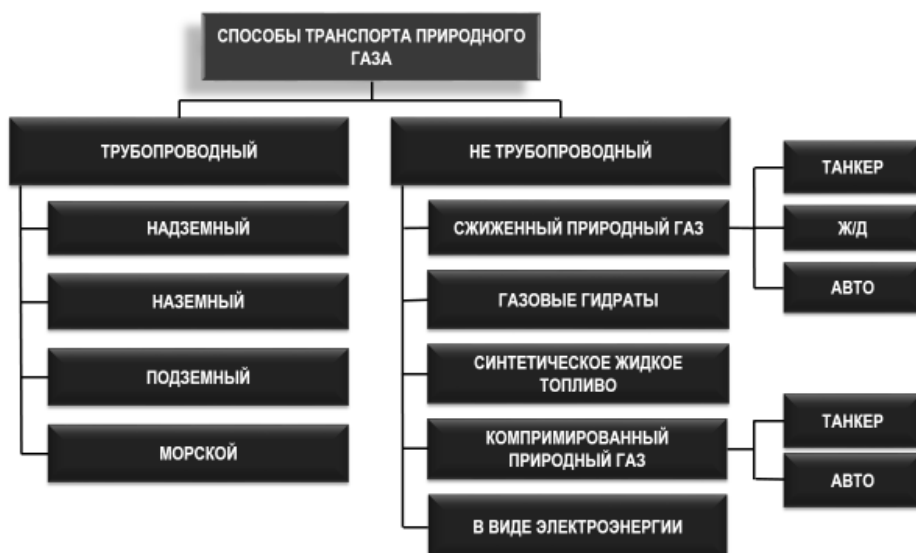 СПОСОБЫ ТРАНСПОРТА ПРИРОДНОГО
ГАЗА
ТРУБОПРОВОДНЫЙ
НАДЗЕМНЫЙ
НАЗЕМНЫЙ
ПОДЗЕМНЫЙ
МОРСКОЙ
НЕ ТРУБОПРОВОДНЫЙ
СЖИЖЕННЫЙ ПРИРОДНЫЙ ГАЗ
ТАНКЕР
Ж/Д
АВТО
ГАЗОВЫЕ ГИДРАТЫ
СИНТЕТИЧЕСКОЕ ЖИДКОЕ
ТОПЛИВО
КОМПРИМИРОВАННЫЙ
ПРИРОДНЫЙ ГАЗ
ТАНКЕР
АВТО
В ВИДЕ ЭЛЕКТРОЭНЕРГИИ